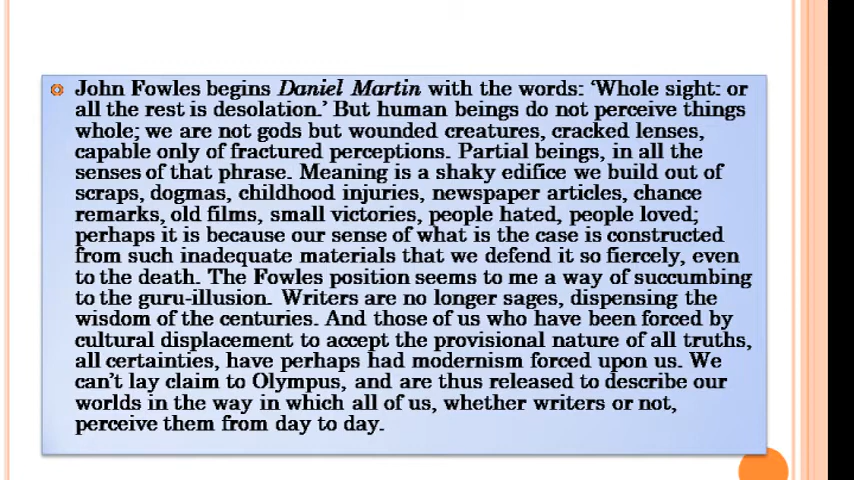 John Fowles begins Daniel Martin with the words: ‘Whole sight: or
all the rest is desolation.’ But human beings do not perceive things
whole; we are not gods but wounded creatures, cracked lenses,
capable only of fractured perceptions. Partial beings, in all the
senses of that phrase. Meaning is a shaky edifice we build out of
scraps, dogmas, childhood injuries, newspaper articles, chance
remarks, old films, small victories, people hated, people loved;
perhaps it is because our sense of what is the case is constructed
from such inadequate materials that we defend it so fiercely, even
to the death. The Fowles position seems to me a way of succumbing
to the guru-illusion. Writers are no longer sages, dispensing the
wisdom of the centuries. And those of us who have been forced by
cultural displacement to accept the provisional nature of all truths,
all certainties, have perhaps had modernism forced upon us. We
can’t lay claim to Olympus, and are thus released to describe our
worlds in the way in which all of us, whether writers or not,
perceive them from day to day.